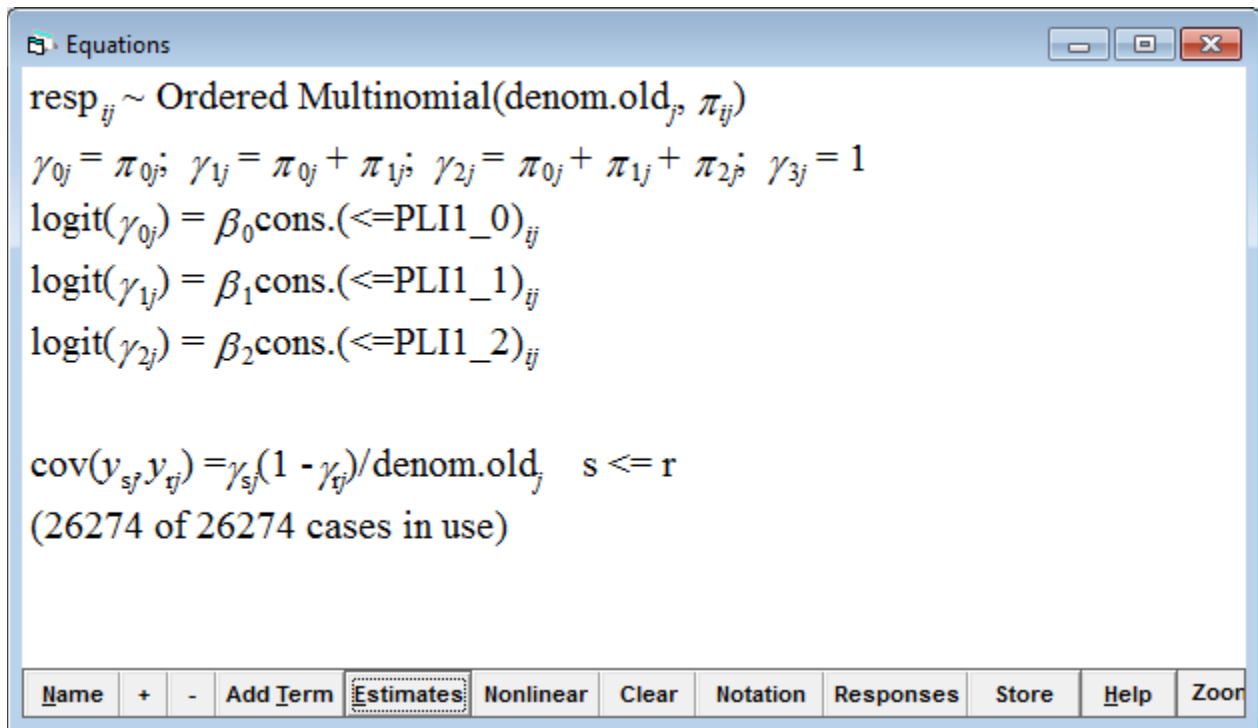 Equations
resp_ij ~ Ordered Multinomial(denom.old_j, π_ij)
γ_0j = π_0j; γ_1j = π_0j + π_1j; γ_2j = π_0j + π_1j + π_2j; γ_3j = 1
logit(γ_0j) = β_0cons.(<=PLI1_0)_ij
logit(γ_1j) = β_1cons.(<=PLI1_1)_ij
logit(γ_2j) = β_2cons.(<=PLI1_2)_ij
cov(y_sj, y_rj) = γ_sj(1 - γ_rj)/denom.old_j s <= r
(26274 of 26274 cases in use)
Name + - Add Term Estimates Nonlinear Clear Notation Responses Store Help Zoon